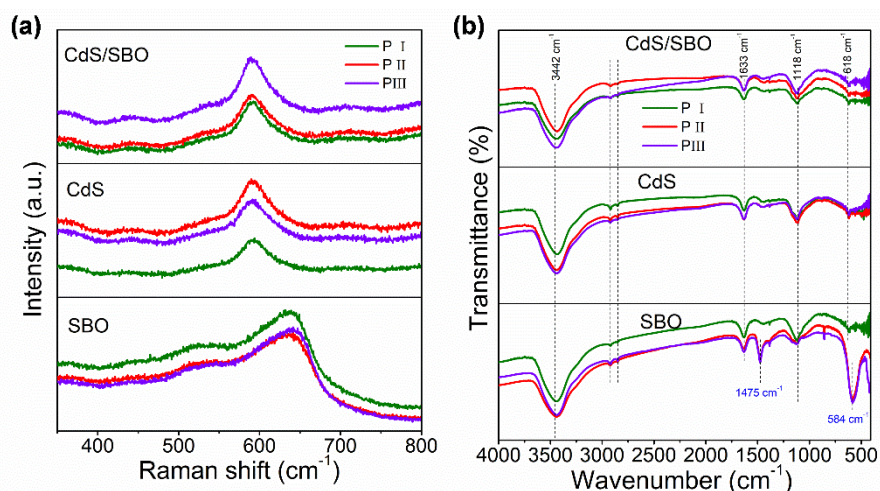 (a)
CdS/SBO
P I
P II
PIII
CdS
SBO
Intensity (a.u.)
400 500 600 700 800
Raman shift (cm⁻¹)
(b)
3442 cm⁻¹
CdS/SBO
1633 cm⁻¹
1118 cm⁻¹
618 cm⁻¹
P I
P II
PIII
CdS
SBO
1475 cm⁻¹
584 cm⁻¹
Transmittance (%)
4000 3500 3000 2500 2000 1500 1000 500
Wavenumber (cm⁻¹)